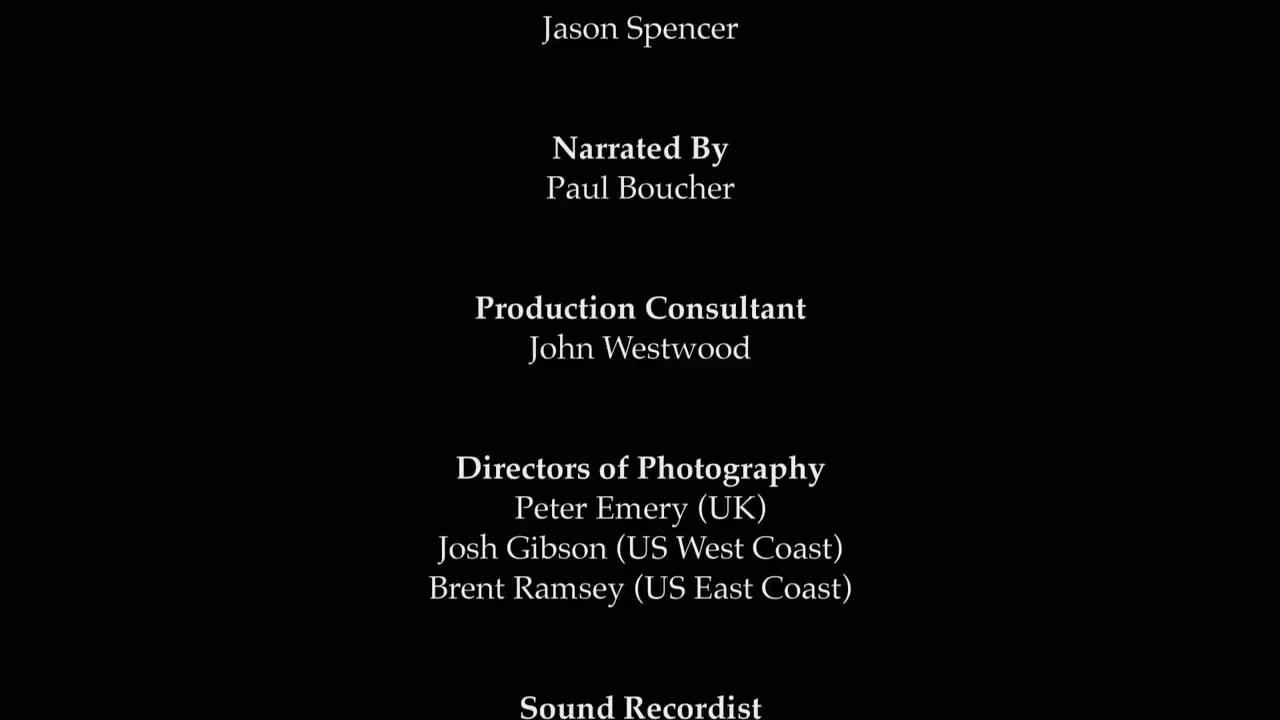 Jason Spencer
Narrated By
Paul Boucher
Production Consultant
John Westwood
Directors of Photography
Peter Emery (UK)
Josh Gibson (US West Coast)
Brent Ramsey (US East Coast)
Sound Recordist